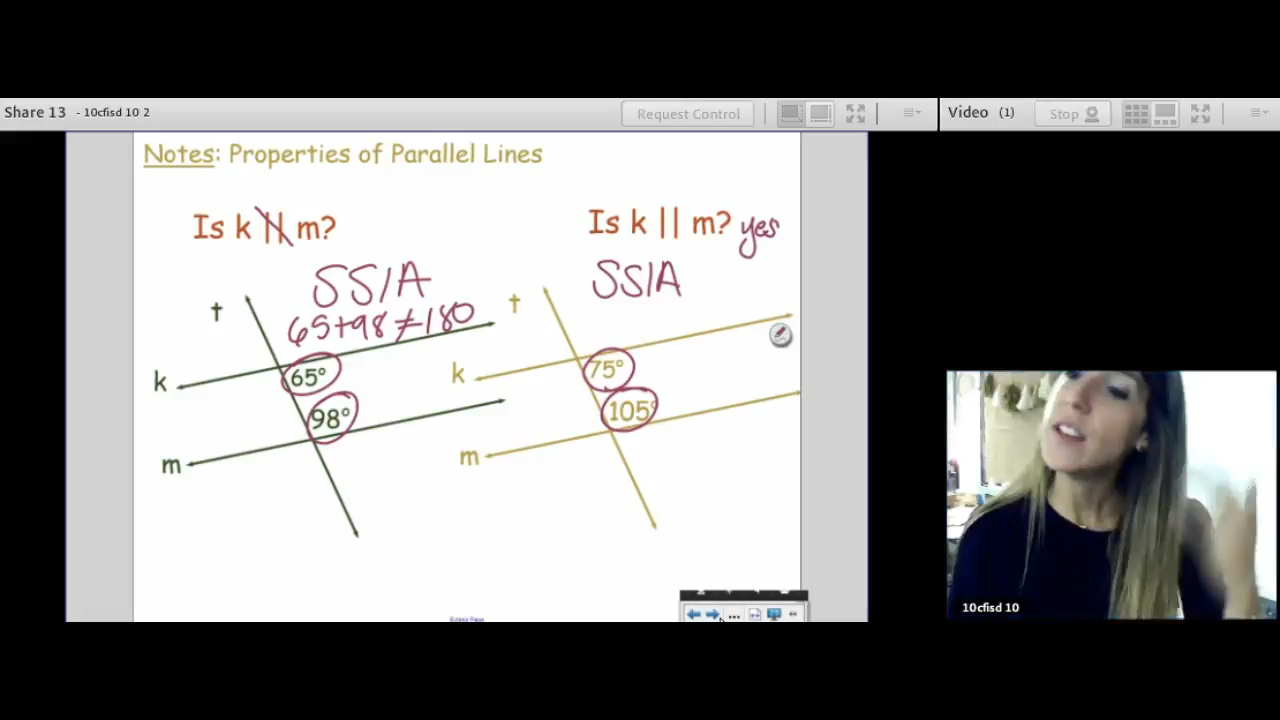 Share 13 - 10cfisd 10 2
Request Control
Video (1)
Stop
Notes: Properties of Parallel Lines
Is k || m?
Is k || m? yes
SSIA
65+98≠180
SSIA
t
k
65°
98°
m
t
k
75°
105°
m
...
10cfisd 10